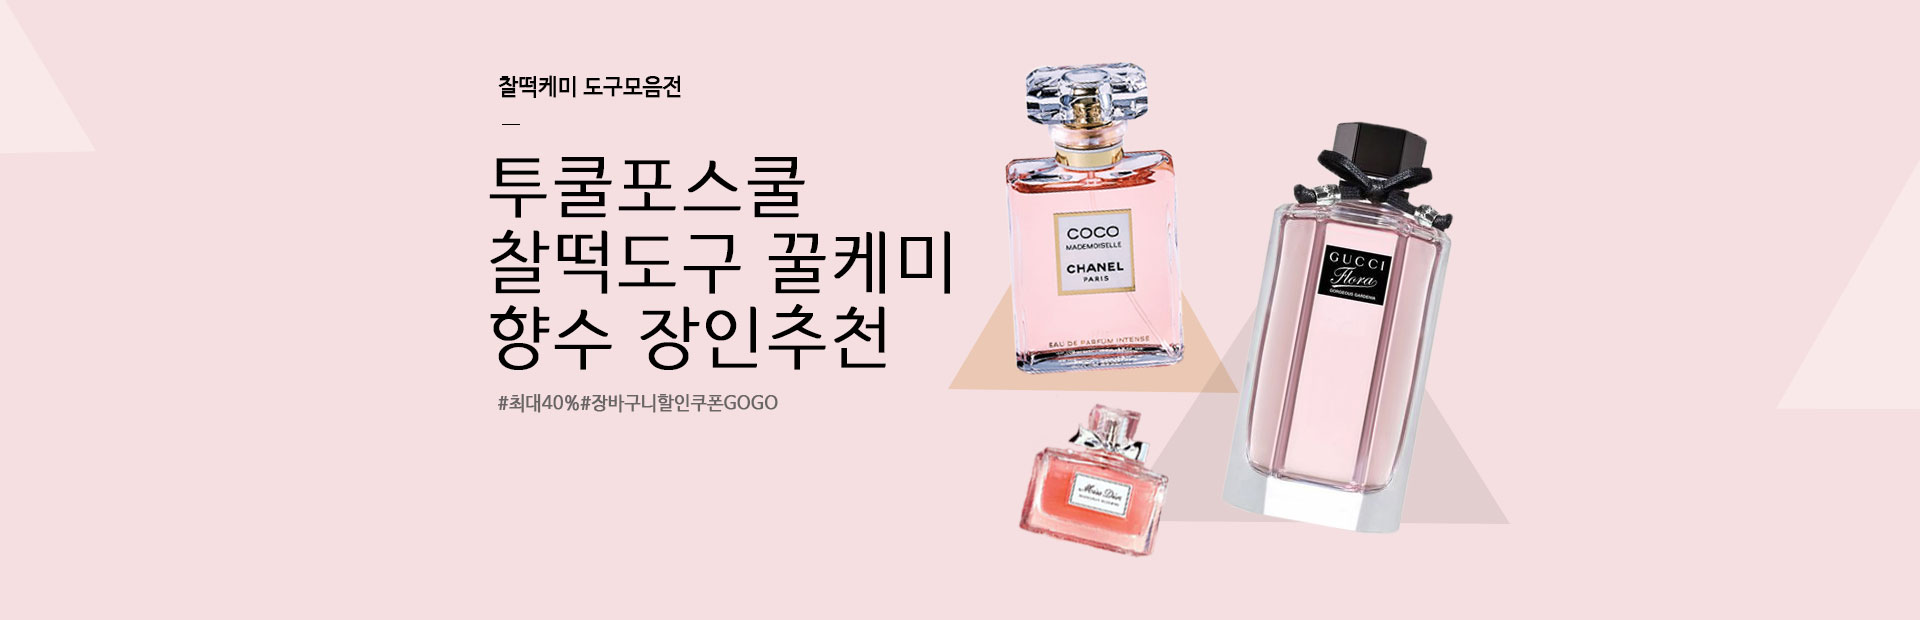 찰떡케미 도구모음전
투쿨포스쿨
찰떡도구 꿀케미
향수 장인추천
#최대40%#장바구니할인쿠폰GOGO
COCO
MADEMOISELLE
CHANEL
PARIS
EAU DE PARFUM INTENSE
GUCCI
Flora
GORGEOUS GARDENIA
Miss Dior